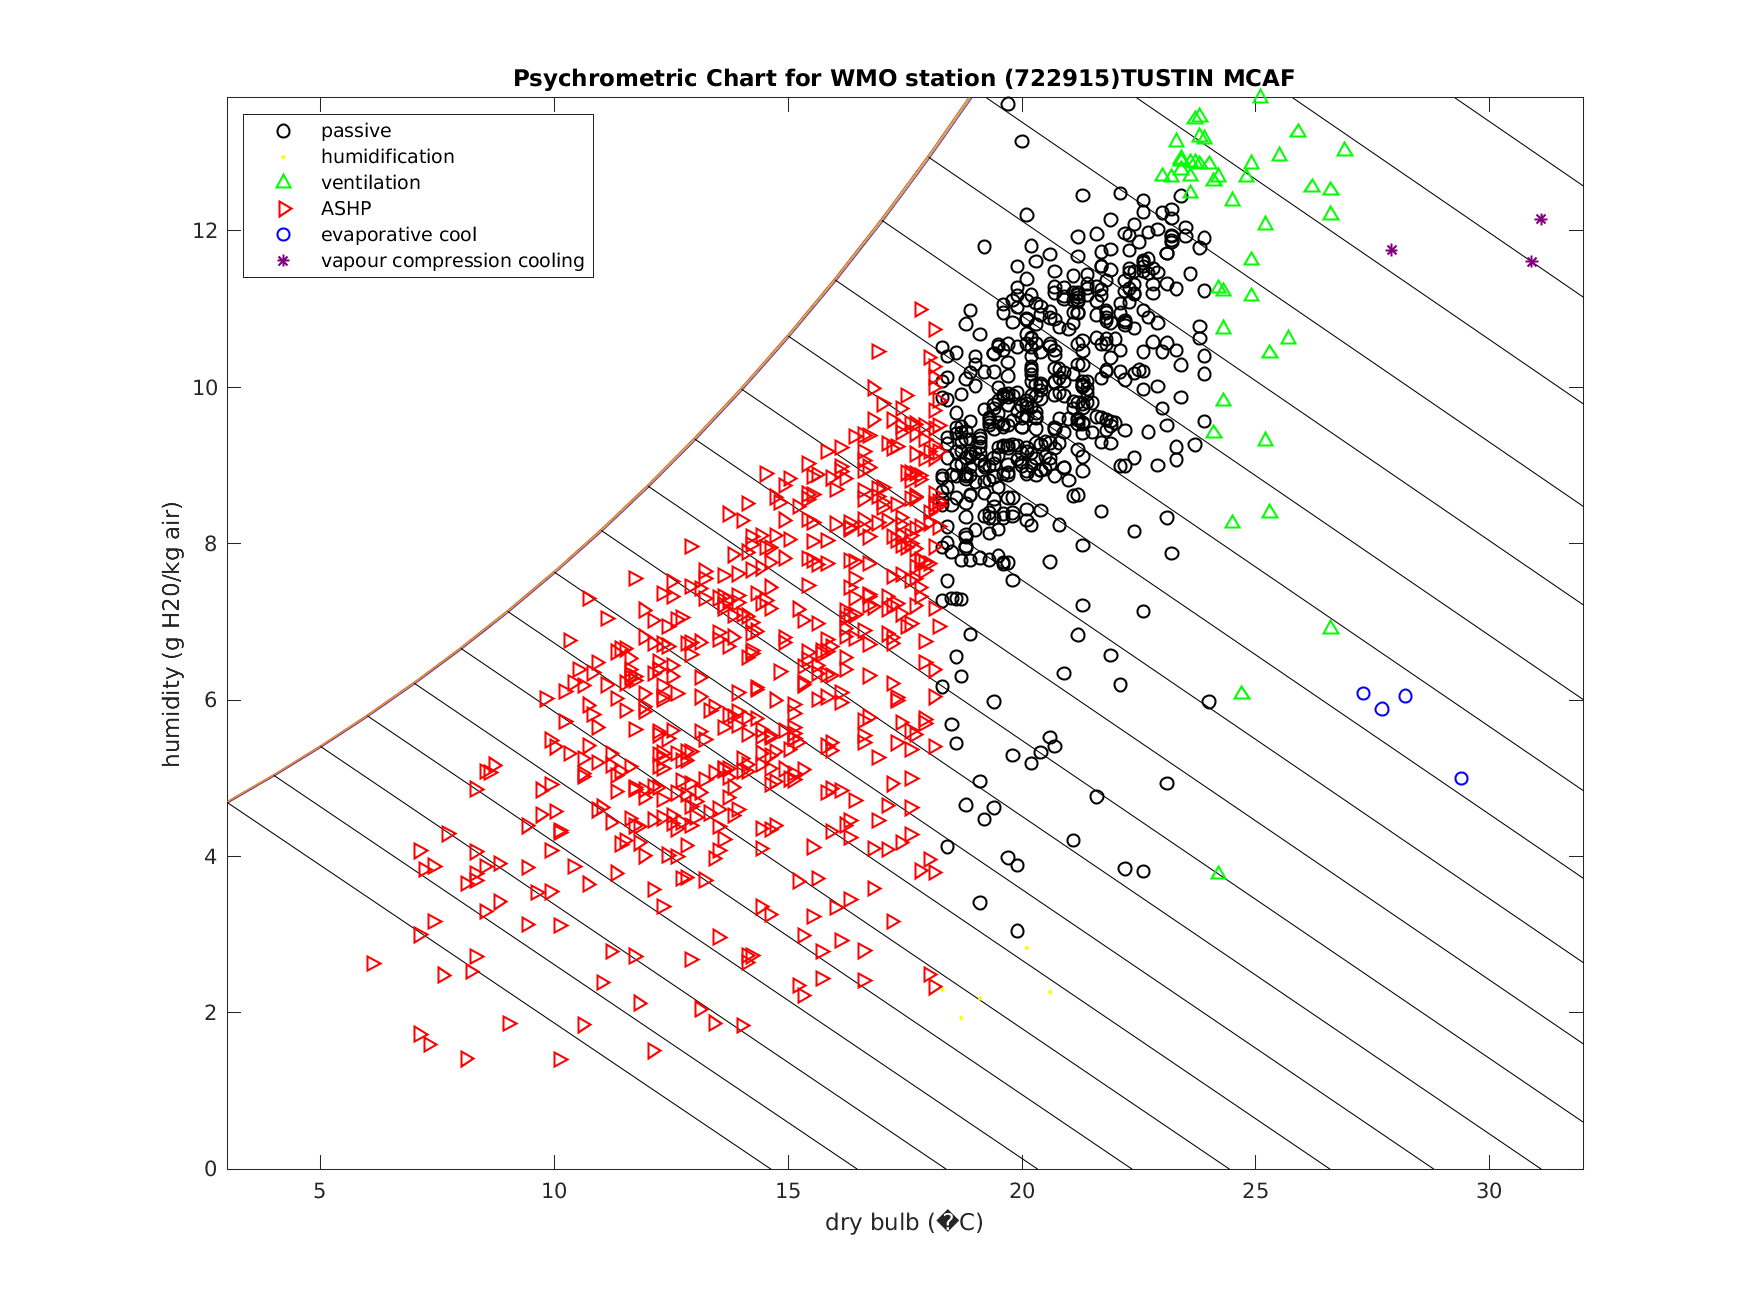 Psychrometric Chart for WMO station (722915)TUSTIN MCAF
passive
humidification
ventilation
ASHP
evaporative cool
vapour compression cooling
humidity (g H20/kg air)
12
10
8
6
4
2
0
5 10 15 20 25 30
dry bulb (�C)